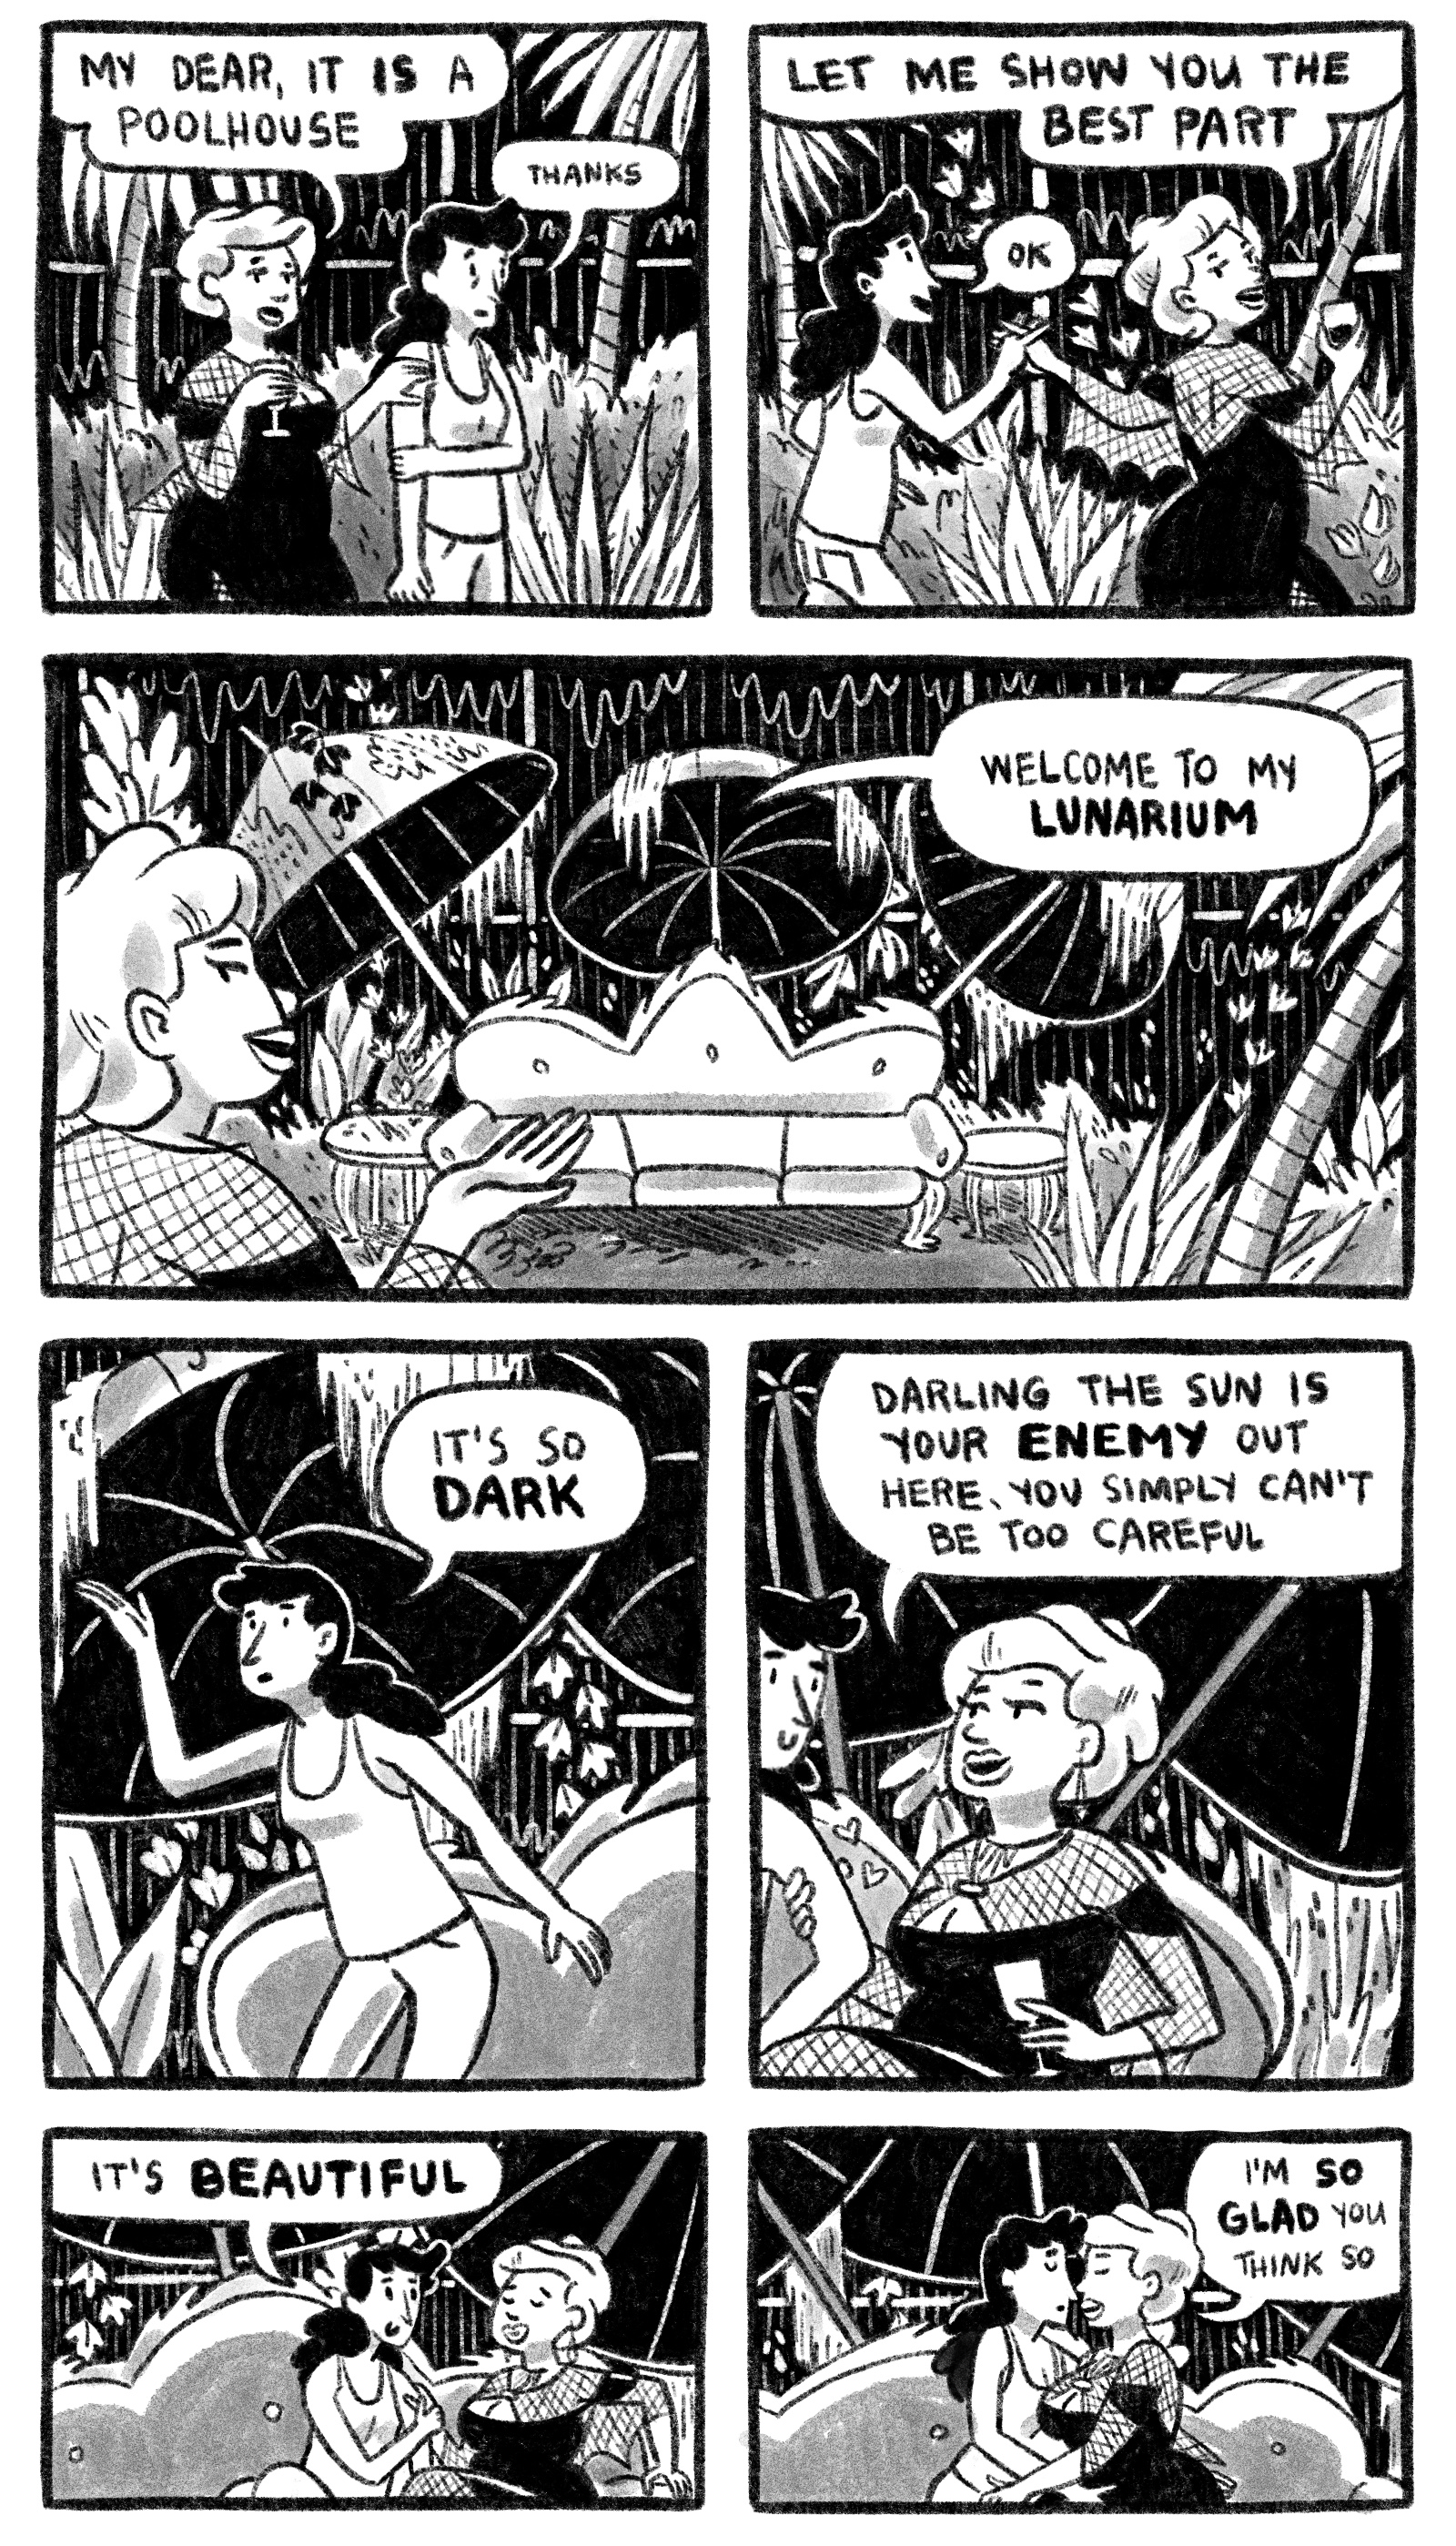 MY DEAR, IT IS A
POOLHOUSE
THANKS
LET ME SHOW YOU THE
BEST PART
OK
WELCOME TO MY
LUNARIUM
IT'S SO
DARK
DARLING THE SUN IS
YOUR ENEMY OUT
HERE. YOU SIMPLY CAN'T
BE TOO CAREFUL
IT'S BEAUTIFUL
I'M SO
GLAD YOU
THINK SO